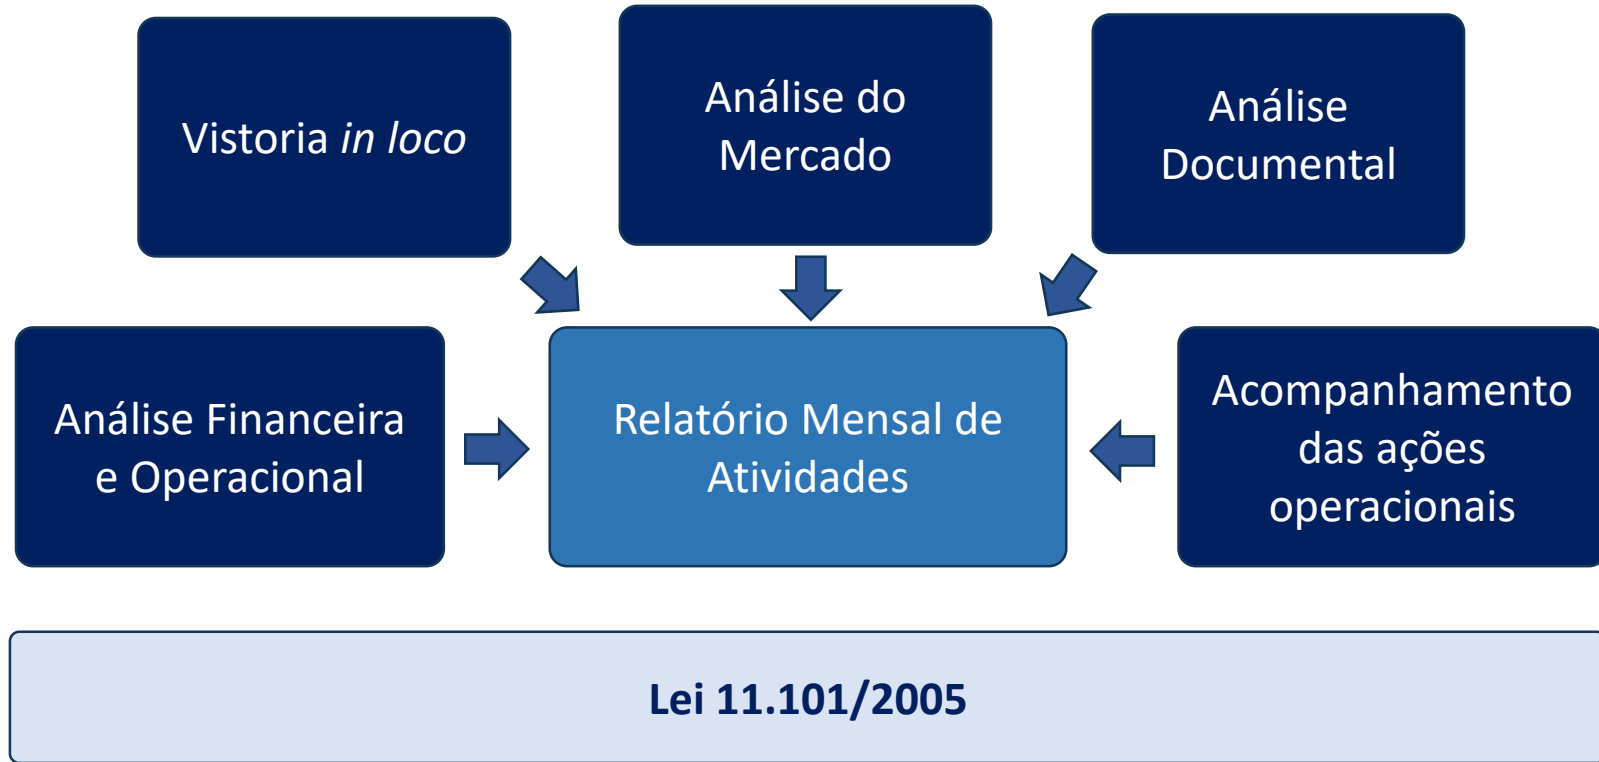 Vistoria in loco
Análise do
Mercado
Análise
Documental
Análise Financeira
e Operacional
Relatório Mensal de
Atividades
Acompanhamento
das ações
operacionais
Lei 11.101/2005